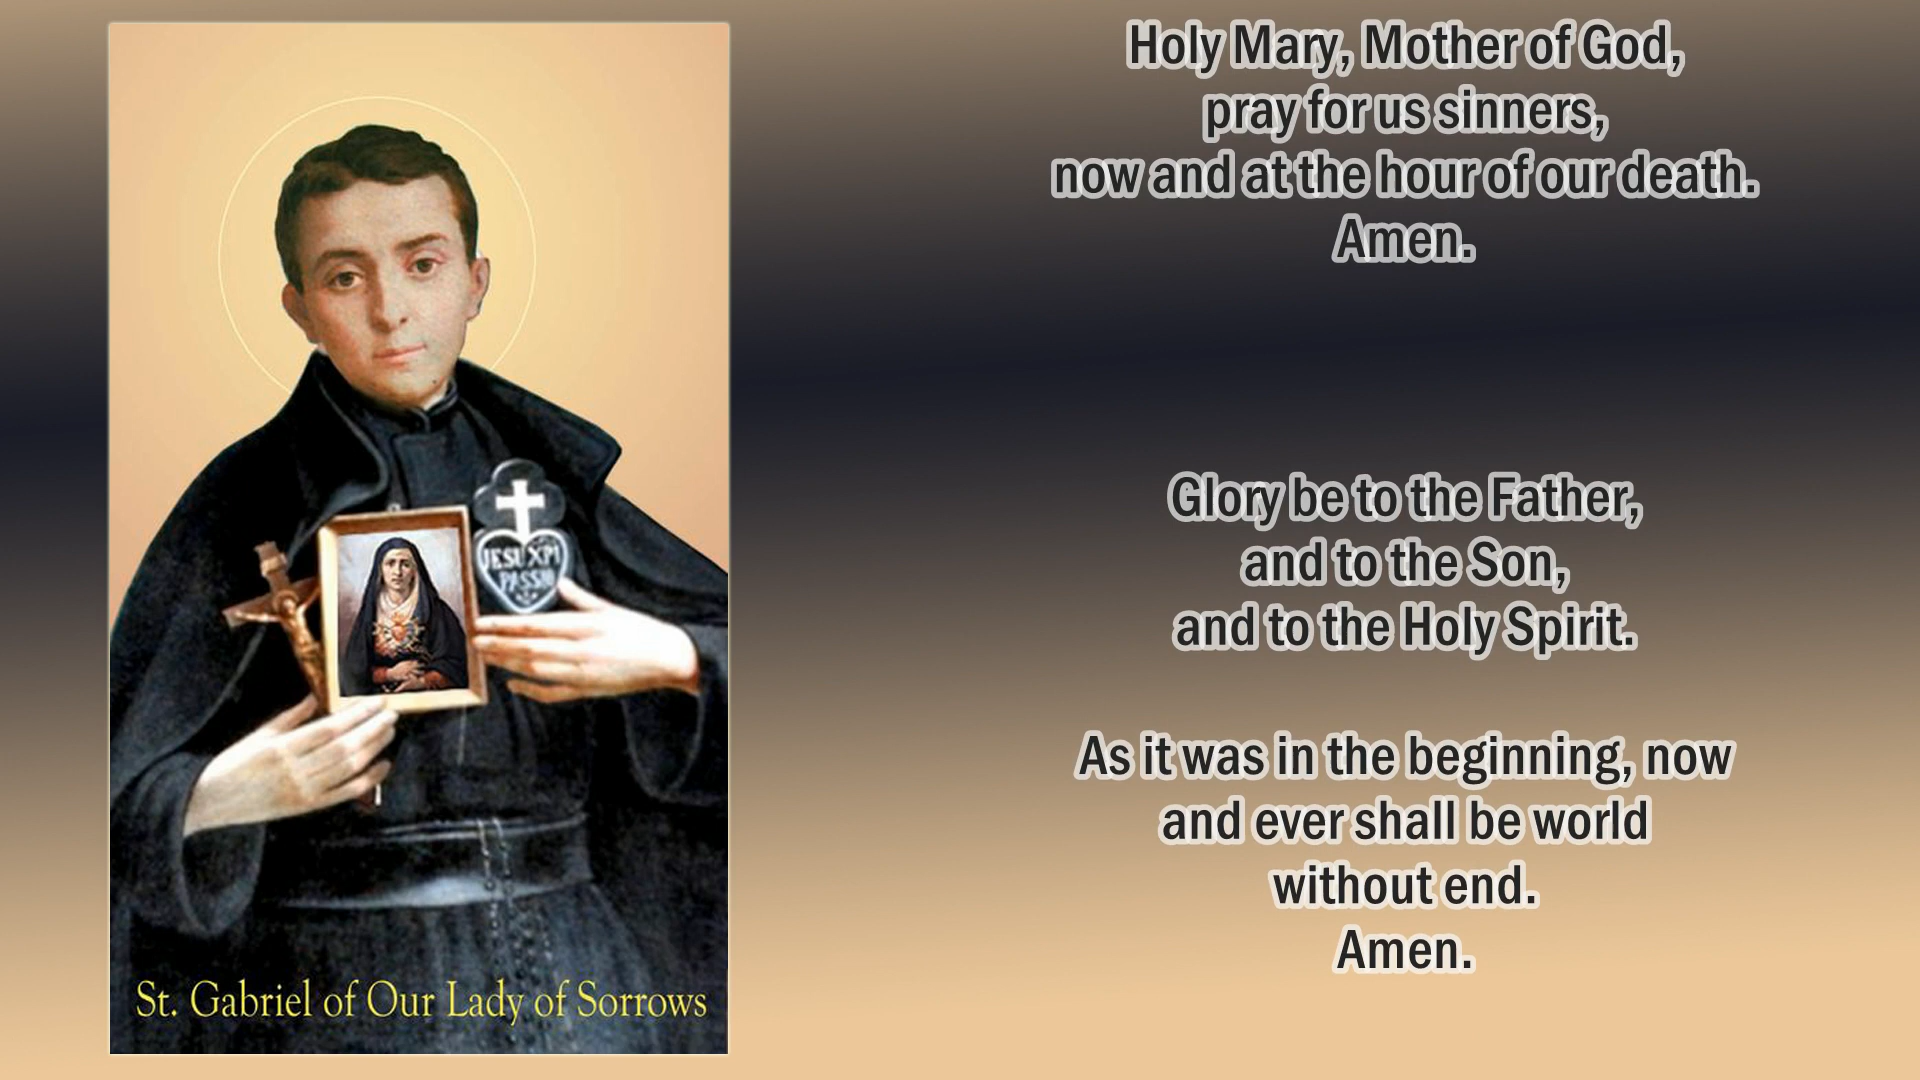 JESU XPI
PASSIO
St. Gabriel of Our Lady of Sorrows
Holy Mary, Mother of God,
pray for us sinners,
now and at the hour of our death.
Amen.
Glory be to the Father,
and to the Son,
and to the Holy Spirit.
As it was in the beginning, now
and ever shall be world
without end.
Amen.